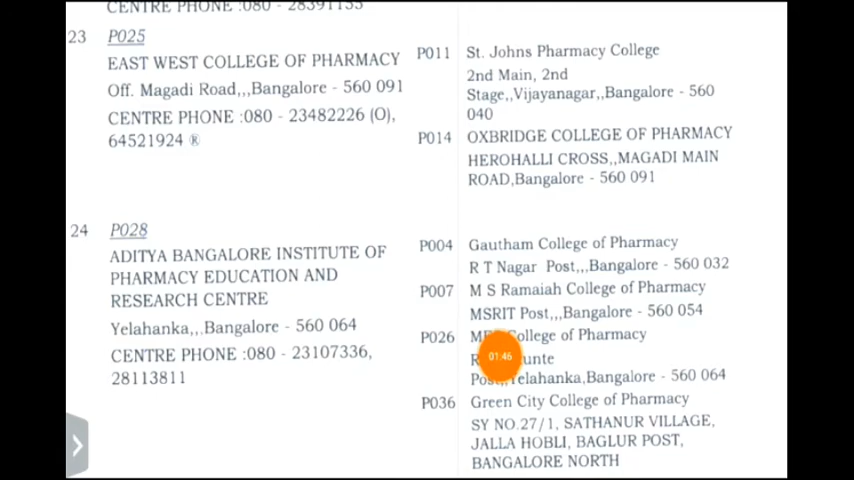 CENTRE PHONE :080 - 28391155
23 P025
EAST WEST COLLEGE OF PHARMACY
Off. Magadi Road,,,Bangalore - 560 091
CENTRE PHONE :080 - 23482226 (O),
64521924 ®
P011 St. Johns Pharmacy College
2nd Main, 2nd
Stage,,Vijayanagar,,Bangalore - 560
040
P014 OXBRIDGE COLLEGE OF PHARMACY
HEROHALLI CROSS,,MAGADI MAIN
ROAD,Bangalore - 560 091
24 P028
ADITYA BANGALORE INSTITUTE OF
PHARMACY EDUCATION AND
RESEARCH CENTRE
Yelahanka,,,Bangalore - 560 064
CENTRE PHONE :080 - 23107336,
28113811
P004 Gautham College of Pharmacy
R T Nagar Post,,,Bangalore - 560 032
P007 M S Ramaiah College of Pharmacy
MSRIT Post,,,Bangalore - 560 054
P026 College of Pharmacy
01:46
Bangalore - 560 064
P036 Green City College of Pharmacy
SY NO.27/1, SATHANUR VILLAGE,
JALLA HOBLI, BAGLUR POST,
BANGALORE NORTH